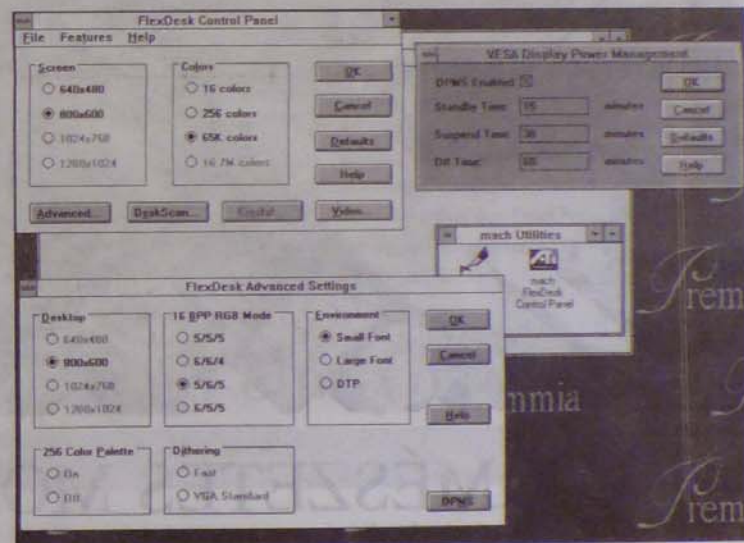 FlexDesk Control Panel
File Features Help
Screen
640x480
800x600
1024x768
1280x1024
Colors
16 colors
256 colors
65K colors
16.7M colors
OK
Cancel
Defaults
Help
Advanced...
DeskScan...
Video...
VESA Display Power Management
DPMS Enabled
Standby Time: 15 minutes
Suspend Time: 30 minutes
Off Time: minutes
OK
Cancel
Defaults
Help
mach Utilities
ATI
mach
FlexDesk
Control Panel
FlexDesk Advanced Settings
Desktop
640x480
800x600
1024x768
1280x1024
16 BPP RGB Mode
5/5/5
6/6/4
5/6/5
6/5/5
Environment
Small Font
Large Font
DTP
OK
Cancel
Help
256 Color Palette
On
Off
Dithering
Fast
VGA Standard
DPMS
Prem
mmia
Prem